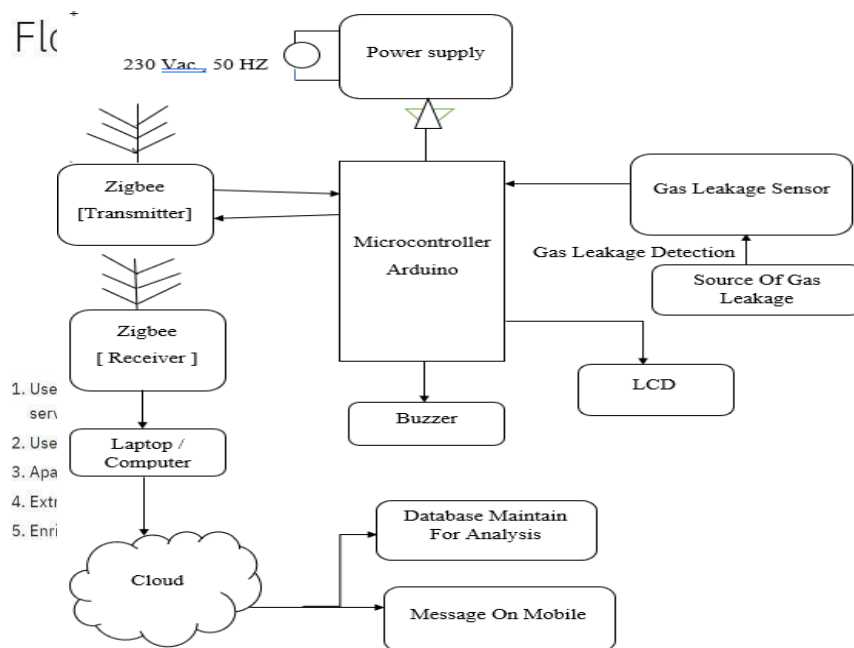 Power supply
230 Vac , 50 HZ
Zigbee
[Transmitter]
Gas Leakage Sensor
Microcontroller
Arduino
Gas Leakage Detection
Source Of Gas
Leakage
Zigbee
[ Receiver ]
LCD
Buzzer
1. Use
serv
2. Use
3. Apa
4. Extr
5. Enri
Laptop /
Computer
Database Maintain
For Analysis
Cloud
Message On Mobile